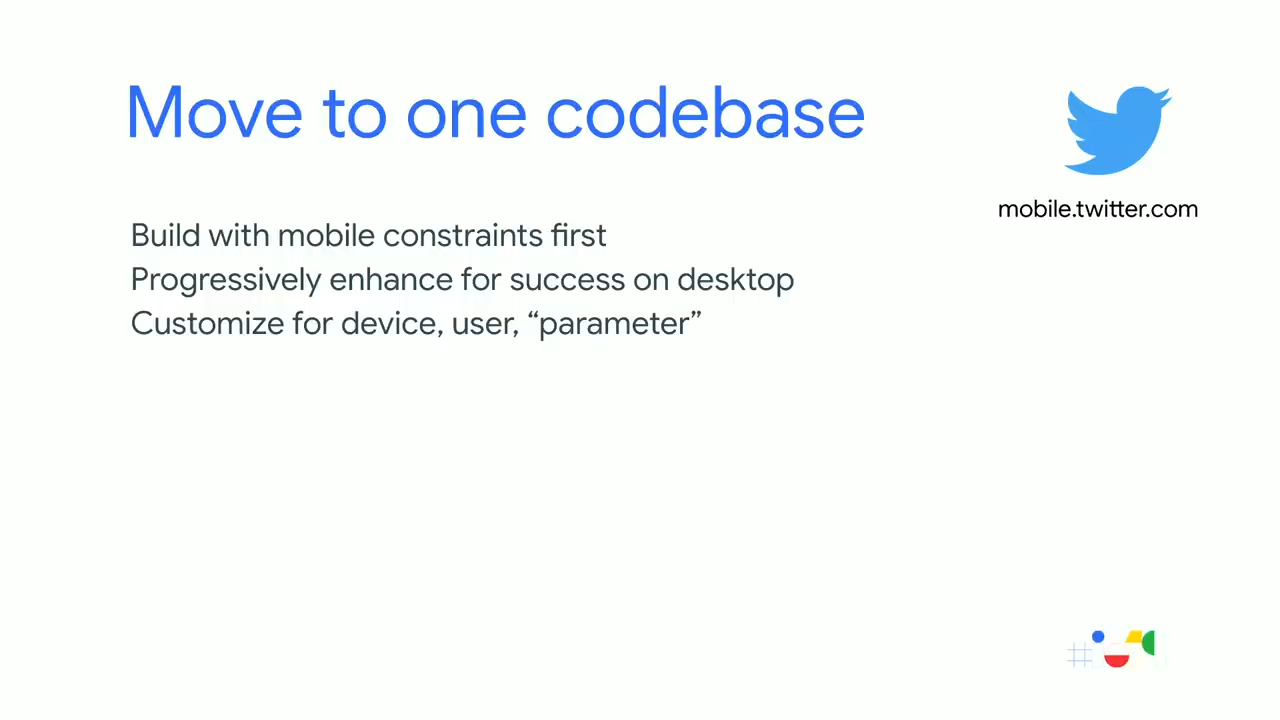 Move to one codebase
mobile.twitter.com
Build with mobile constraints first
Progressively enhance for success on desktop
Customize for device, user, “parameter”